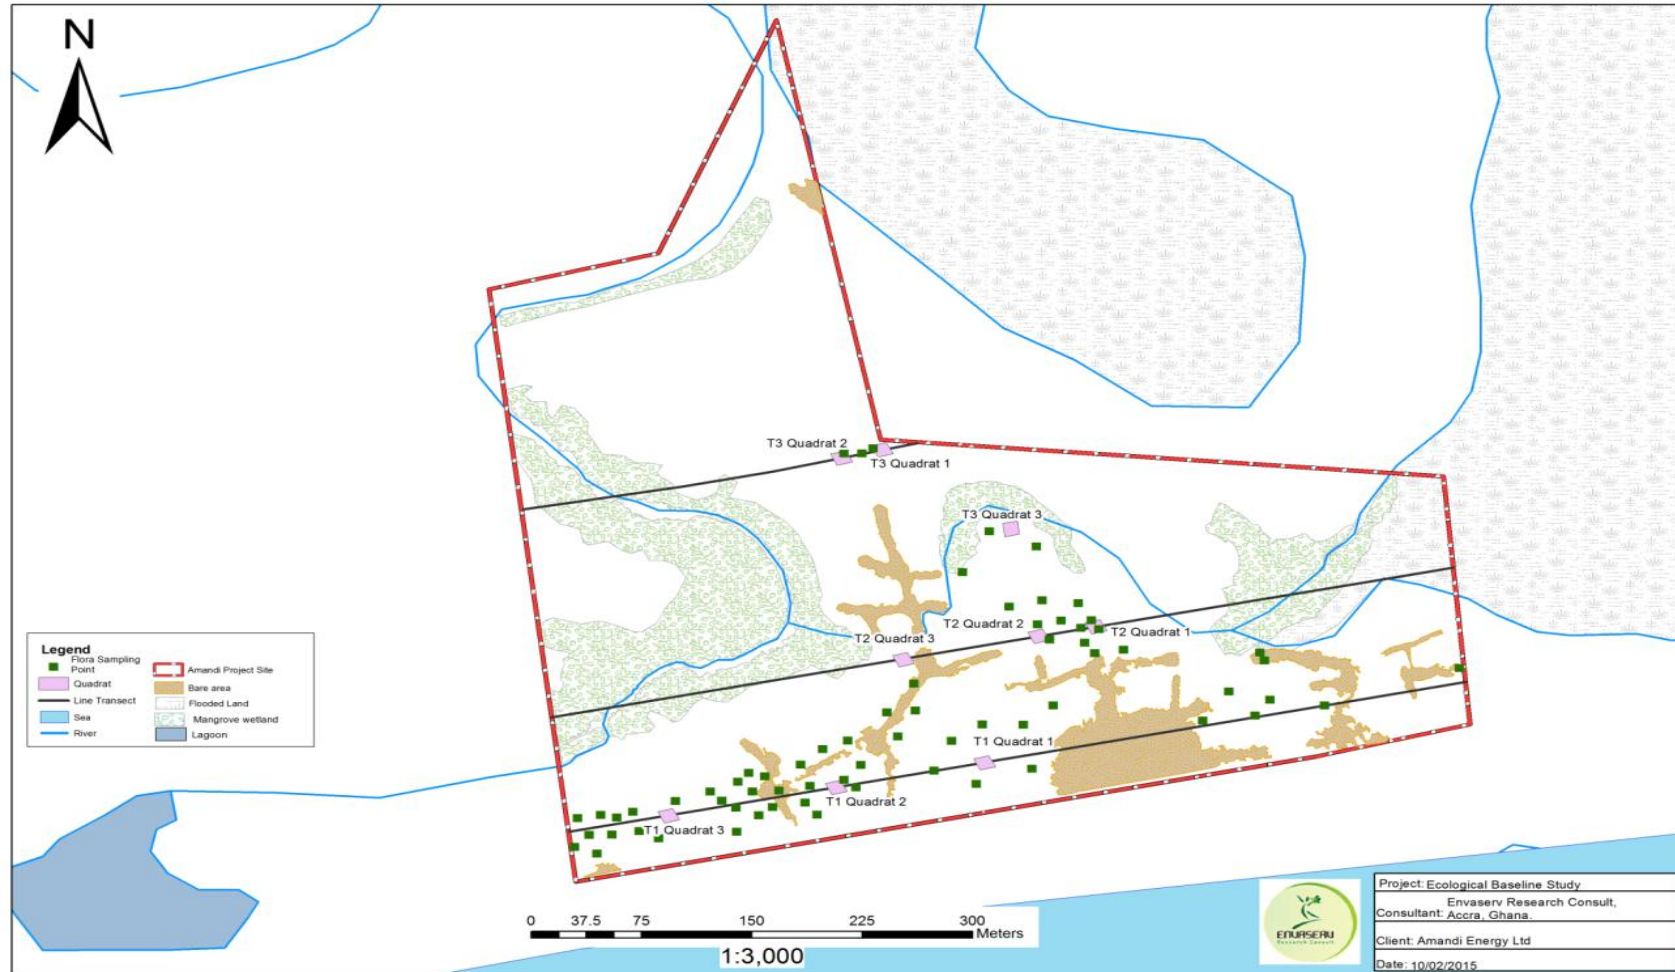 N
T3 Quadrat 2
T3 Quadrat 1
T3 Quadrat 3
T2 Quadrat 2
T2 Quadrat 1
T2 Quadrat 3
T1 Quadrat 1
T1 Quadrat 2
T1 Quadrat 3
Legend
Flora Sampling
Point
Quadrat
Line Transect
Sea
River
Amandi Project Site
Bare area
Flooded Land
Mangrove wetland
Lagoon
0 37.5 75 150 225 300
Meters
1:3,000
ENVASERV
Research Consult
Project: Ecological Baseline Study
Consultant: Envaserv Research Consult,
Accra, Ghana.
Client: Amandi Energy Ltd
Date: 10/02/2015